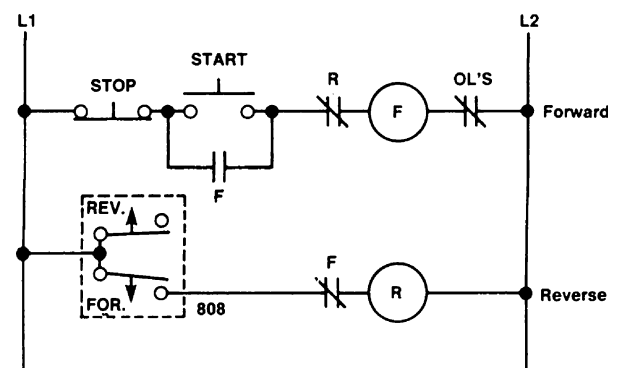 L1
L2
START
STOP
R
OL'S
F
Forward
F
REV.
F
FOR.
808
R
Reverse